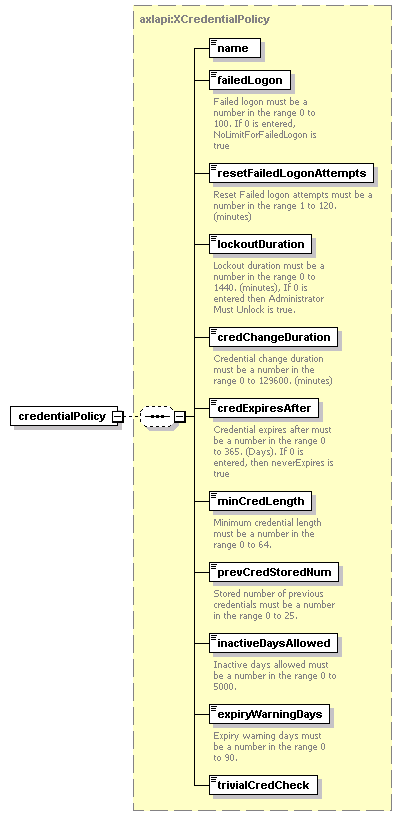 axlapi:XCredentialPolicy
name
failedLogon
Failed logon must be a
number in the range 0 to
100. If 0 is entered,
NoLimitForFailedLogon is
true
resetFailedLogonAttempts
Reset Failed logon attempts must be a
number in the range 1 to 120.
(minutes)
lockoutDuration
Lockout duration must be a
number in the range 0 to
1440. (minutes), If 0 is
entered then Administrator
Must Unlock is true.
credChangeDuration
Credential change duration
must be a number in the
range 0 to 129600. (minutes)
credentialPolicy
credExpiresAfter
Credential expires after must
be a number in the range 0
to 365. (Days). If 0 is
entered, then neverExpires is
true
minCredLength
Minimum credential length
must be a number in the
range 0 to 64.
prevCredStoredNum
Stored number of previous
credentials must be a number
in the range 0 to 25.
inactiveDaysAllowed
Inactive days allowed must
be a number in the range 0 to
5000.
expiryWarningDays
Expiry warning days must
be a number in the range 0
to 90.
trivialCredCheck